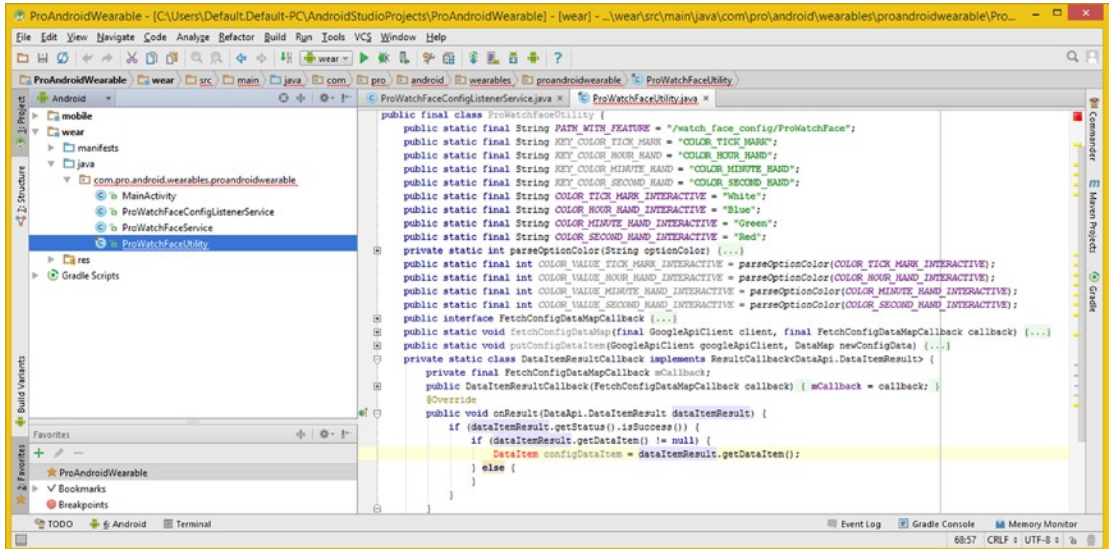 ProAndroidWearable - [C:\Users\Default.Default-PC\AndroidStudioProjects\ProAndroidWearable] - [wear] - ...\wear\src\main\java\com\pro\android\wearables\proandroidwearable\Pro...
File Edit View Navigate Code Analyze Refactor Build Run Tools VCS Window Help
wear
ProAndroidWearable wear src main java com pro android wearables proandroidwearable ProWatchFaceUtility
Android
ProWatchFaceConfigListenerService.java × ProWatchFaceUtility.java ×
1: Project
2: Structure
Build Variants
2: Favorites
mobile
wear
manifests
java
com.pro.android.wearables.proandroidwearable
MainActivity
ProWatchFaceConfigListenerService
ProWatchFaceService
ProWatchFaceUtility
res
Gradle Scripts
Favorites
ProAndroidWearable
Bookmarks
Breakpoints
public final class ProWatchFaceUtility {
public static final String PATH_WITH_FEATURE = "/watch_face_config/ProWatchFace";
public static final String KEY_COLOR_TICK_MARK = "COLOR_TICK_MARK";
public static final String KEY_COLOR_HOUR_HAND = "COLOR_HOUR_HAND";
public static final String KEY_COLOR_MINUTE_HAND = "COLOR_MINUTE_HAND";
public static final String KEY_COLOR_SECOND_HAND = "COLOR_SECOND_HAND";
public static final String COLOR_TICK_MARK_INTERACTIVE = "White";
public static final String COLOR_HOUR_HAND_INTERACTIVE = "Blue";
public static final String COLOR_MINUTE_HAND_INTERACTIVE = "Green";
public static final String COLOR_SECOND_HAND_INTERACTIVE = "Red";
private static int parseOptionColor(String optionColor) {...}
public static final int COLOR_VALUE_TICK_MARK_INTERACTIVE = parseOptionColor(COLOR_TICK_MARK_INTERACTIVE);
public static final int COLOR_VALUE_HOUR_HAND_INTERACTIVE = parseOptionColor(COLOR_HOUR_HAND_INTERACTIVE);
public static final int COLOR_VALUE_MINUTE_HAND_INTERACTIVE = parseOptionColor(COLOR_MINUTE_HAND_INTERACTIVE);
public static final int COLOR_VALUE_SECOND_HAND_INTERACTIVE = parseOptionColor(COLOR_SECOND_HAND_INTERACTIVE);
public interface FetchConfigDataMapCallback {...}
public static void fetchConfigDataMap(final GoogleApiClient client, final FetchConfigDataMapCallback callback) {...}
public static void putConfigDataItem(GoogleApiClient googleApiClient, DataMap newConfigData) {...}
private static class DataItemResultCallback implements ResultCallback<DataApi.DataItemResult> {
private final FetchConfigDataMapCallback mCallback;
public DataItemResultCallback(FetchConfigDataMapCallback callback) { mCallback = callback; }
@Override
public void onResult(DataApi.DataItemResult dataItemResult) {
if (dataItemResult.getStatus().isSuccess()) {
if (dataItemResult.getDataItem() != null) {
DataItem configDataItem = dataItemResult.getDataItem();
} else {
}
}
}
Commander
Maven Projects
Gradle
TODO 6: Android Terminal Event Log Gradle Console Memory Monitor
68:57 CRLF UTF-8